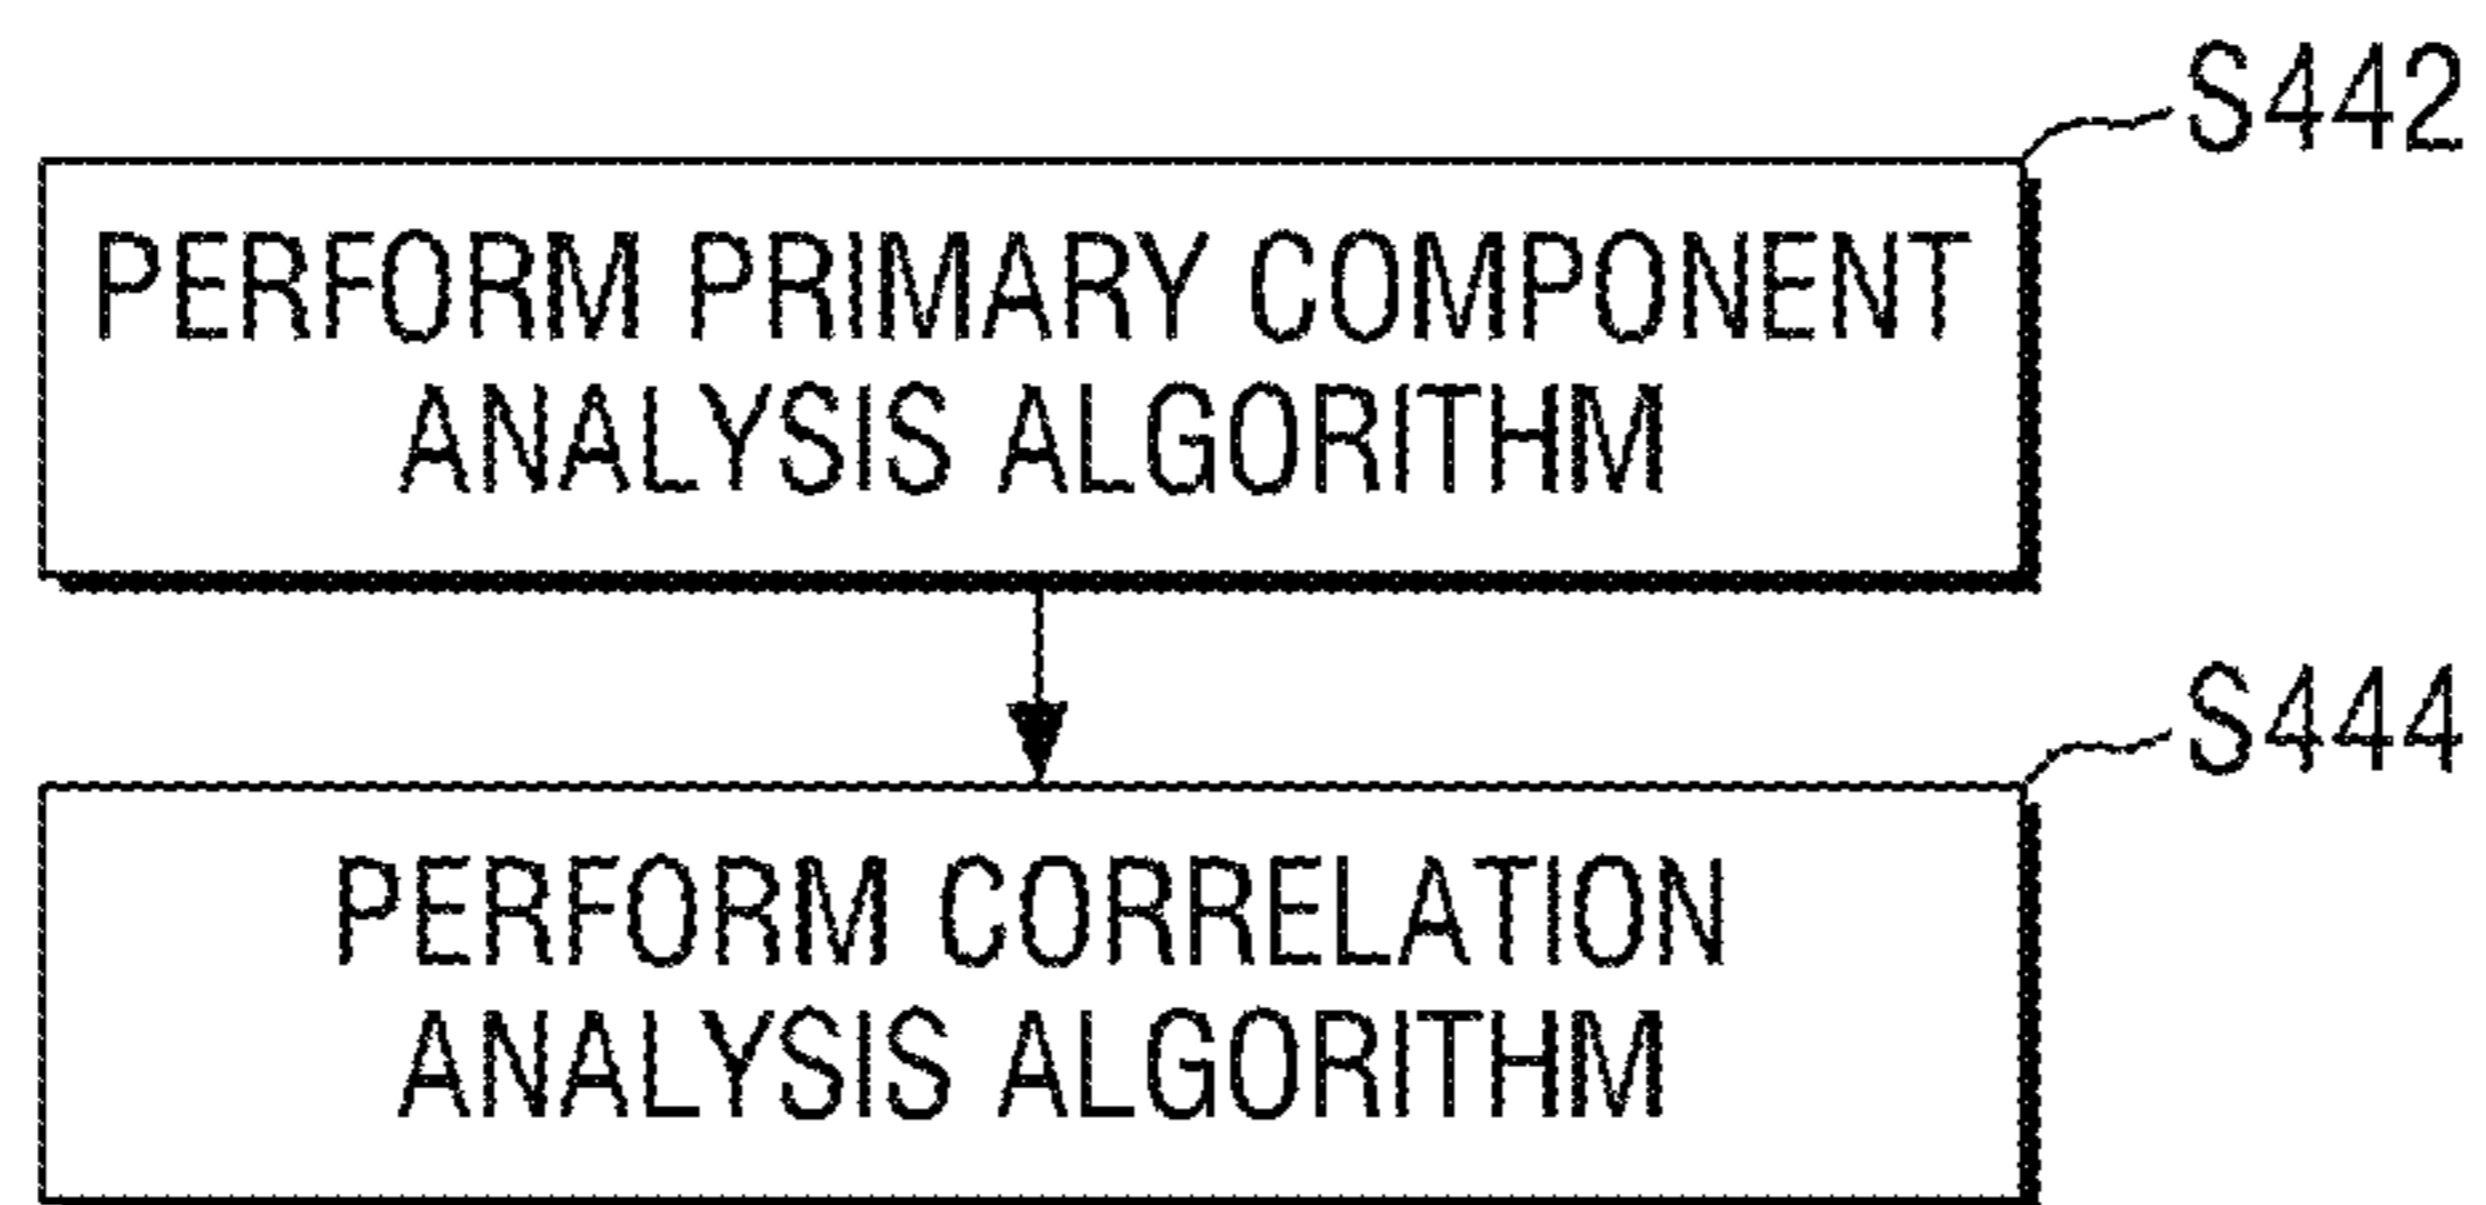 S442
PERFORM PRIMARY COMPONENT
ANALYSIS ALGORITHM
S444
PERFORM CORRELATION
ANALYSIS ALGORITHM